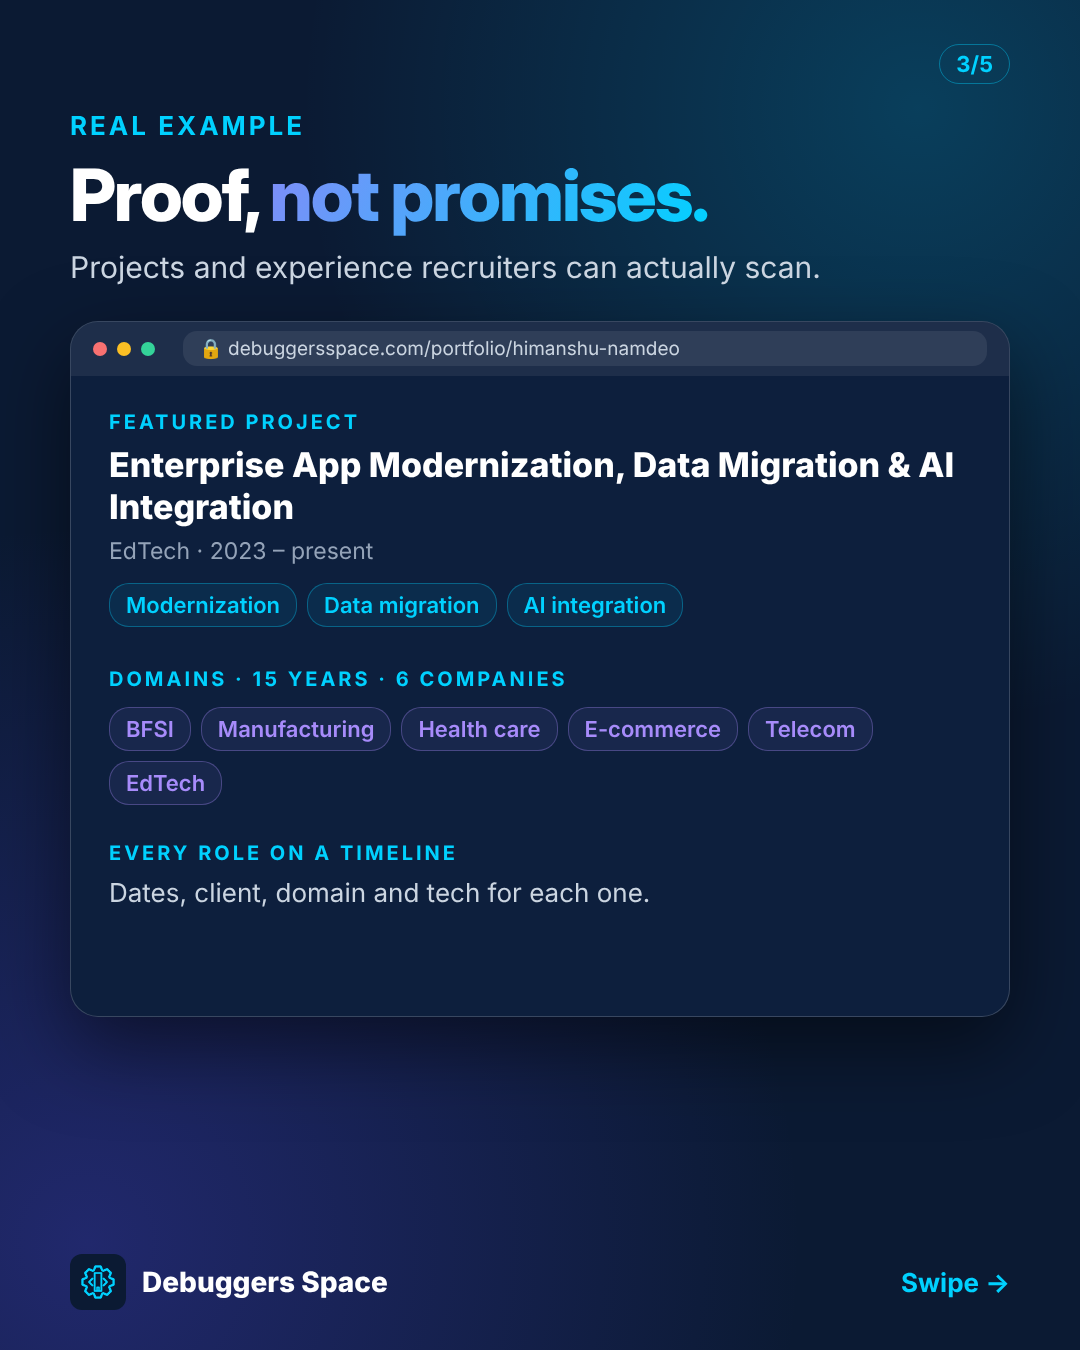 3/5
REAL EXAMPLE
Proof, not promises.
Projects and experience recruiters can actually scan.
debuggersspace.com/portfolio/himanshu-namdeo
FEATURED PROJECT
Enterprise App Modernization, Data Migration & AI
Integration
EdTech · 2023 – present
Modernization Data migration AI integration
DOMAINS · 15 YEARS · 6 COMPANIES
BFSI Manufacturing Health care E-commerce Telecom
EdTech
EVERY ROLE ON A TIMELINE
Dates, client, domain and tech for each one.
Debuggers Space
Swipe →